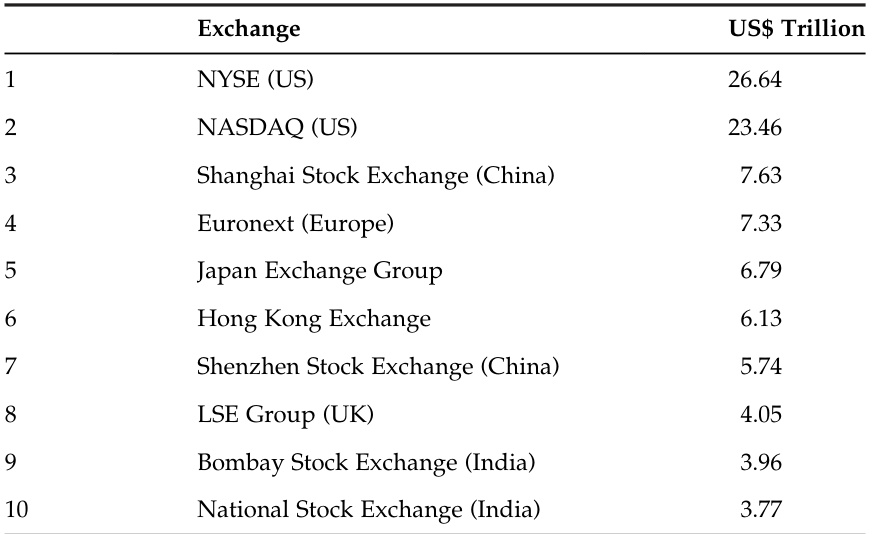 Exchange US$ Trillion
1 NYSE (US) 26.64
2 NASDAQ (US) 23.46
3 Shanghai Stock Exchange (China) 7.63
4 Euronext (Europe) 7.33
5 Japan Exchange Group 6.79
6 Hong Kong Exchange 6.13
7 Shenzhen Stock Exchange (China) 5.74
8 LSE Group (UK) 4.05
9 Bombay Stock Exchange (India) 3.96
10 National Stock Exchange (India) 3.77